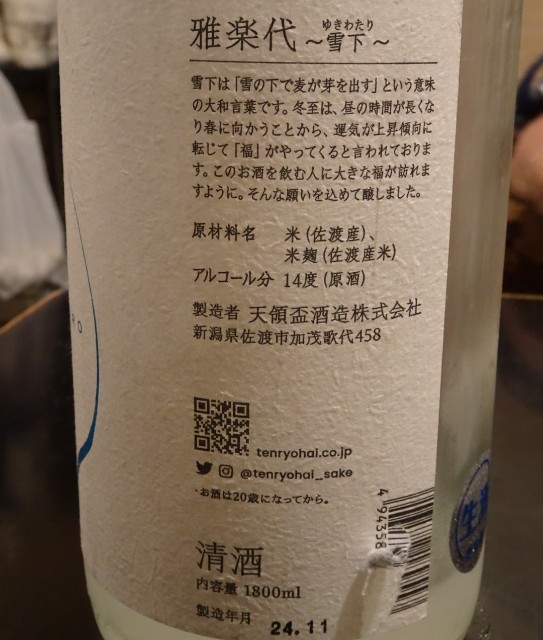 雅楽代～雪下～
ゆきわたり
雪下は「雪の下で麦が芽を出す」という意味
の大和言葉です。冬至は、昼の時間が長くな
り春に向かうことから、運気が上昇傾向に
転じて「福」がやってくると言われておりま
す。このお酒を飲む人に大きな福が訪れま
すように。そんな願いを込めて醸しました。
原材料名 米(佐渡産)、
米麹(佐渡産米)
アルコール分 14度(原酒)
製造者 天領盃酒造株式会社
新潟県佐渡市加茂歌代458
tenryohai.co.jp
@tenryohai_sake
・お酒は20歳になってから。
4 94358
清酒
内容量 1800ml
製造年月 24.11
生